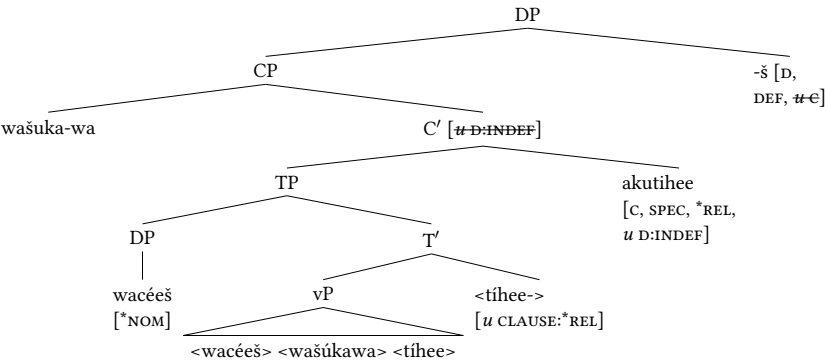 DP
CP
-š [D,
DEF, u C]
wašuka-wa
C′ [u D:INDEF]
TP
akutihee
[C, SPEC, *REL,
u D:INDEF]
DP
T′
wacéeš
[*NOM]
vP
<tíhee->
[u CLAUSE:*REL]
<wacéeš> <wašúkawa> <tíhee>